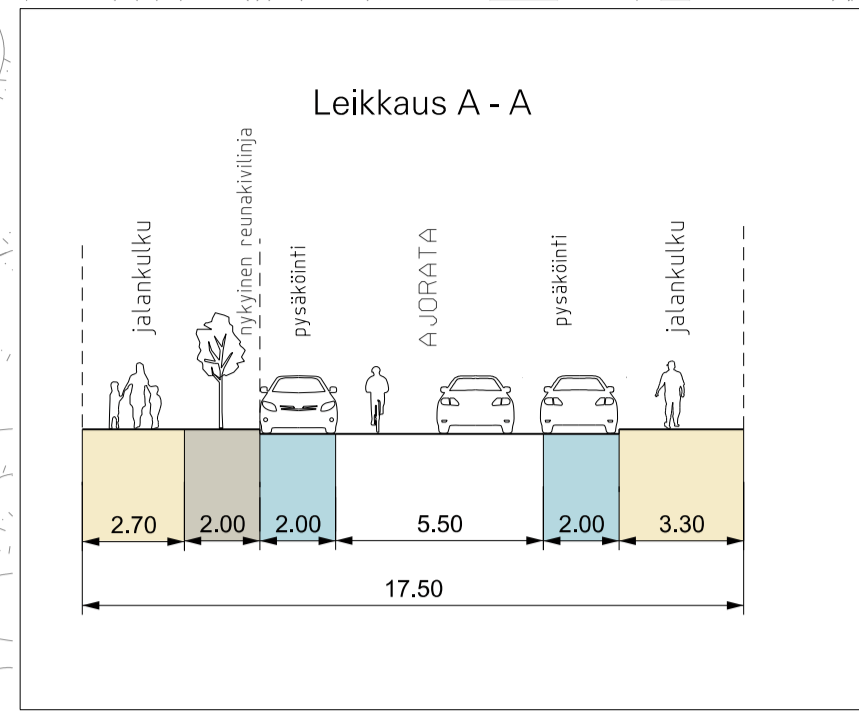 Leikkaus A - A
jalankulku
nykyinen reunakivilinja
pysäköinti
AJORATA
pysäköinti
jalankulku
2.70 2.00 2.00 5.50 2.00 3.30
17.50